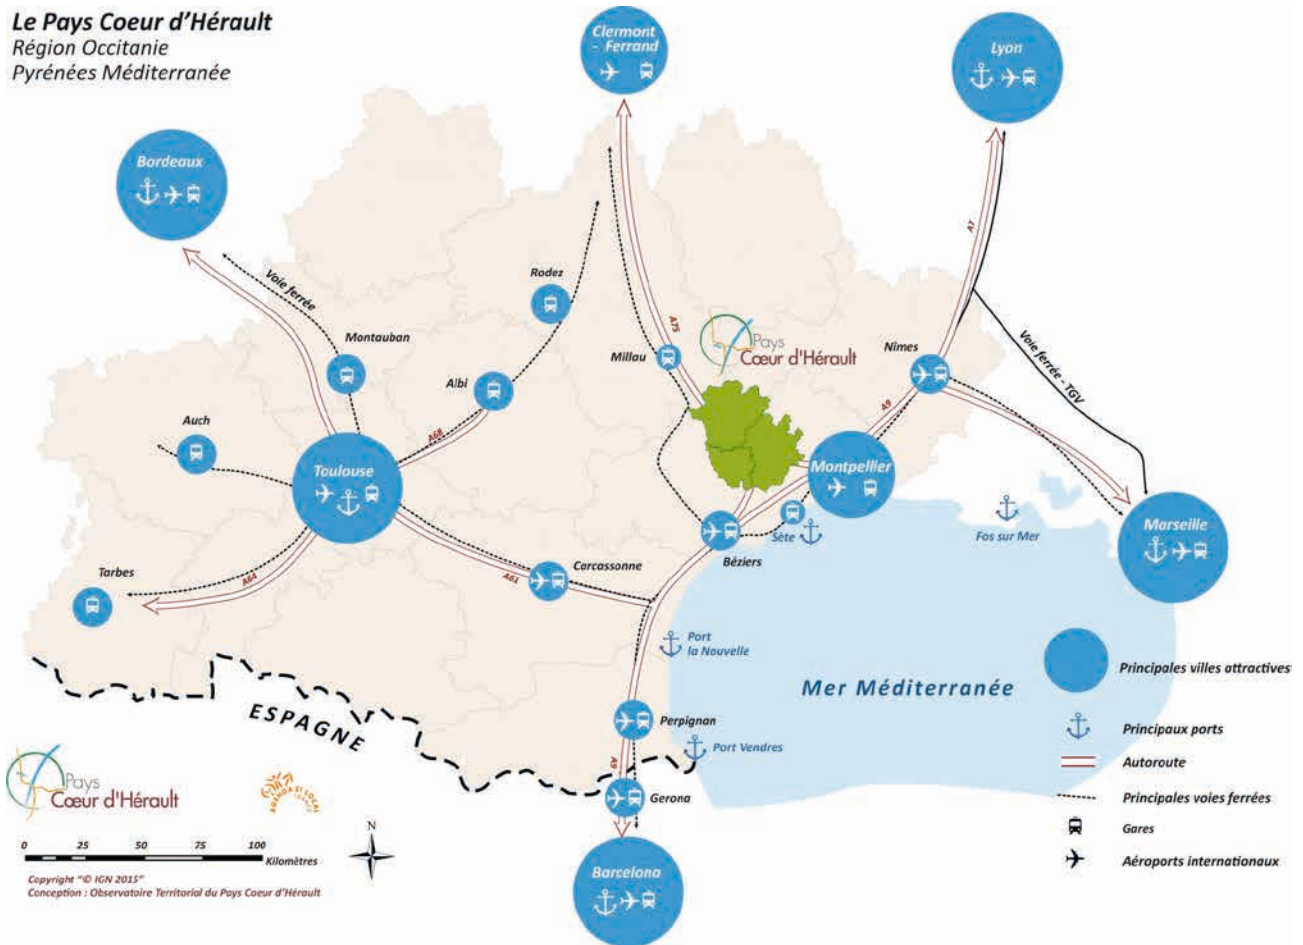 Le Pays Coeur d'Hérault
Région Occitanie
Pyrénées Méditerranée
Clermont
- Ferrand
Lyon
Bordeaux
Voie ferrée
Rodez
A7
Montauban
A75
Pays
Cœur d'Hérault
Millau
Nîmes
Voie ferrée - TGV
Albi
A9
Auch
A68
Toulouse
Montpellier
Sète
Fos sur Mer
Marseille
Béziers
Tarbes
A64
A61
Carcassonne
Port
la Nouvelle
Mer Méditerranée
Principales villes attractives
ESPAGNE
Perpignan
Port Vendres
Principaux ports
A9
Autoroute
Pays
Cœur d'Hérault
Gerona
Principales voies ferrées
Gares
Aéroports internationaux
N
0 25 50 75 100
Kilomètres
Barcelona
Copyright "© IGN 2015"
Conception : Observatoire Territorial du Pays Coeur d'Hérault